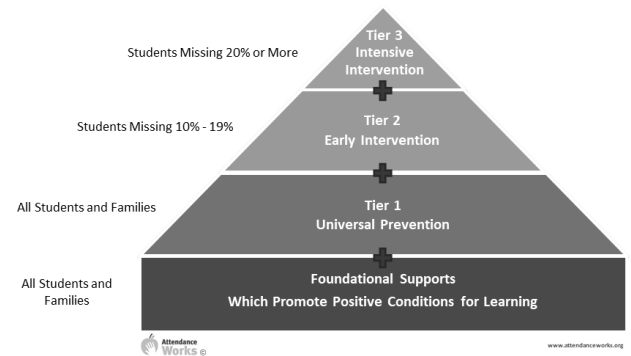 Students Missing 20% or More
Tier 3
Intensive
Intervention
Students Missing 10% - 19%
Tier 2
Early Intervention
All Students and Families
Tier 1
Universal Prevention
All Students and
Families
Foundational Supports
Which Promote Positive Conditions for Learning
Attendance
Works ©
www.attendanceworks.org